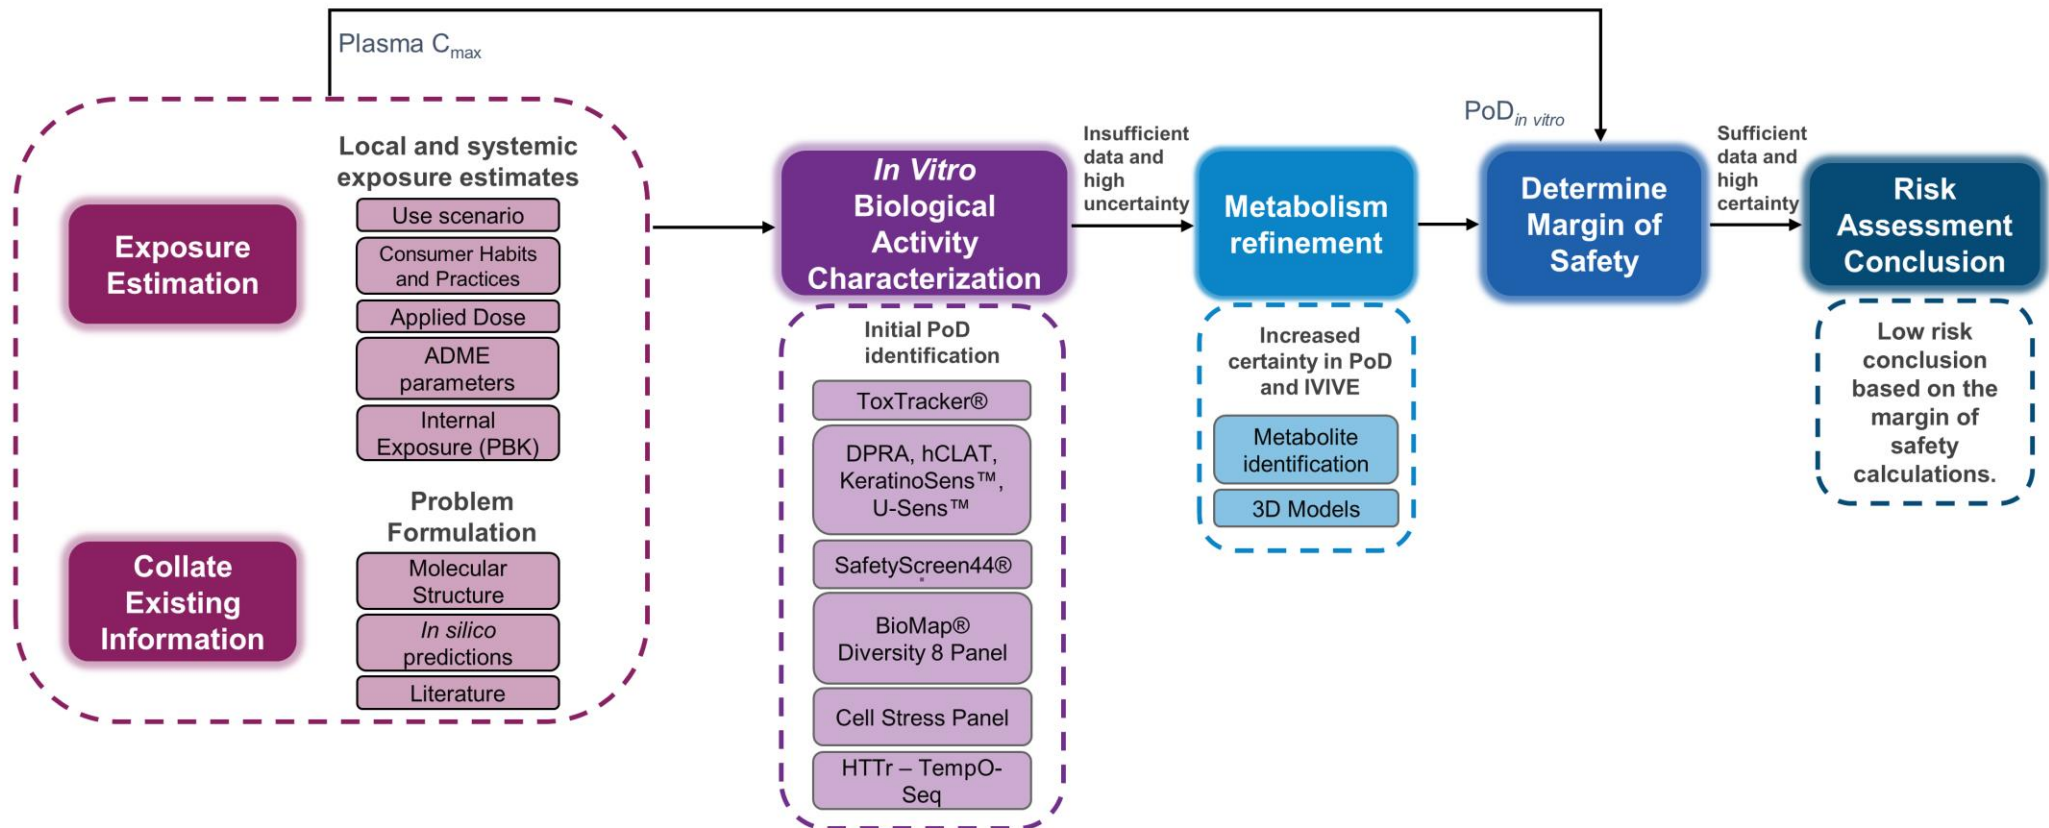 Plasma Cmax
Local and systemic
exposure estimates
Exposure
Estimation
Use scenario
Consumer Habits
and Practices
Applied Dose
ADME
parameters
Internal
Exposure (PBK)
Collate
Existing
Information
Problem
Formulation
Molecular
Structure
In silico
predictions
Literature
In Vitro
Biological
Activity
Characterization
Initial PoD
identification
ToxTracker®
DPRA, hCLAT,
KeratinoSens™,
U-Sens™
SafetyScreen44®
BioMap®
Diversity 8 Panel
Cell Stress Panel
HTTr – TempO-
Seq
Insufficient
data and
high
uncertainty
Metabolism
refinement
Increased
certainty in PoD
and IVIVE
Metabolite
identification
3D Models
PoDin vitro
Determine
Margin of
Safety
Sufficient
data and
high
certainty
Risk
Assessment
Conclusion
Low risk
conclusion
based on the
margin of
safety
calculations.